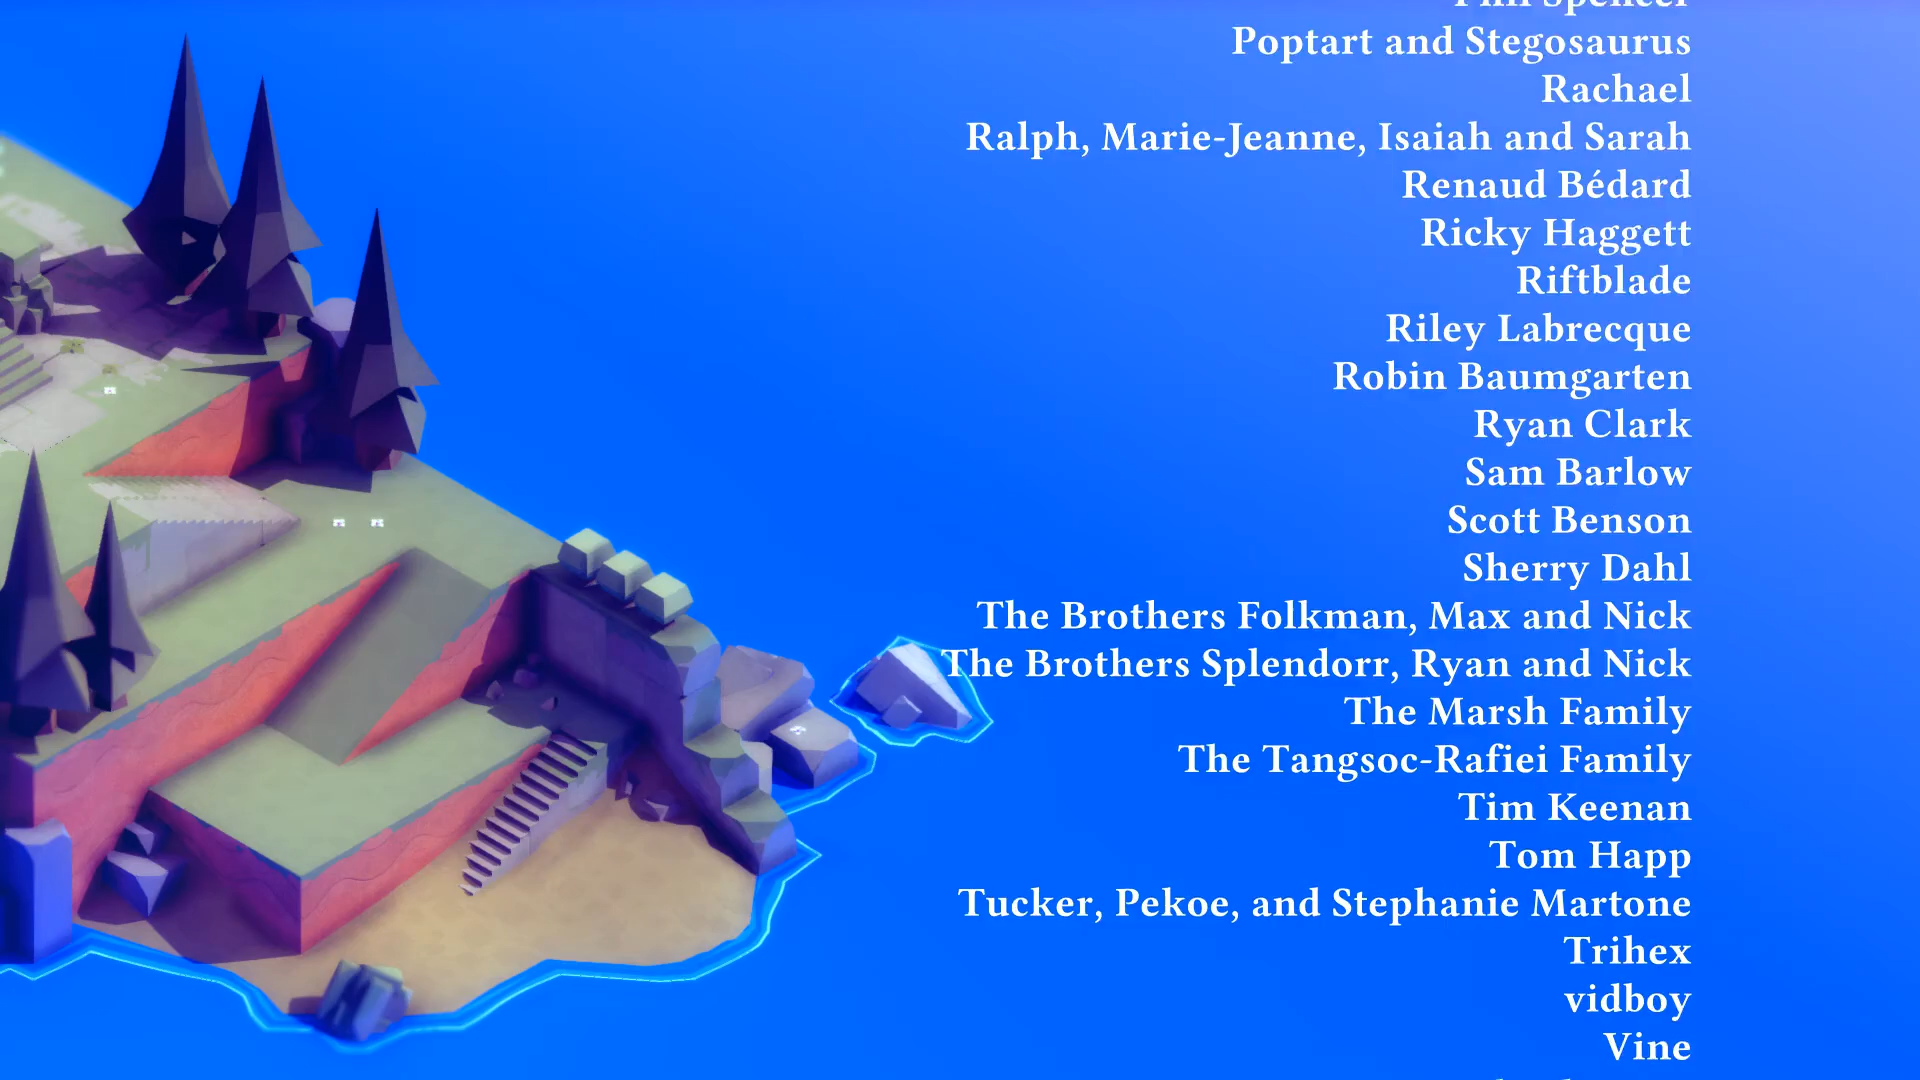 Phil Spencer
Poptart and Stegosaurus
Rachael
Ralph, Marie-Jeanne, Isaiah and Sarah
Renaud Bédard
Ricky Haggett
Riftblade
Riley Labrecque
Robin Baumgarten
Ryan Clark
Sam Barlow
Scott Benson
Sherry Dahl
The Brothers Folkman, Max and Nick
The Brothers Splendorr, Ryan and Nick
The Marsh Family
The Tangsoc-Rafiei Family
Tim Keenan
Tom Happ
Tucker, Pekoe, and Stephanie Martone
Trihex
vidboy
Vine